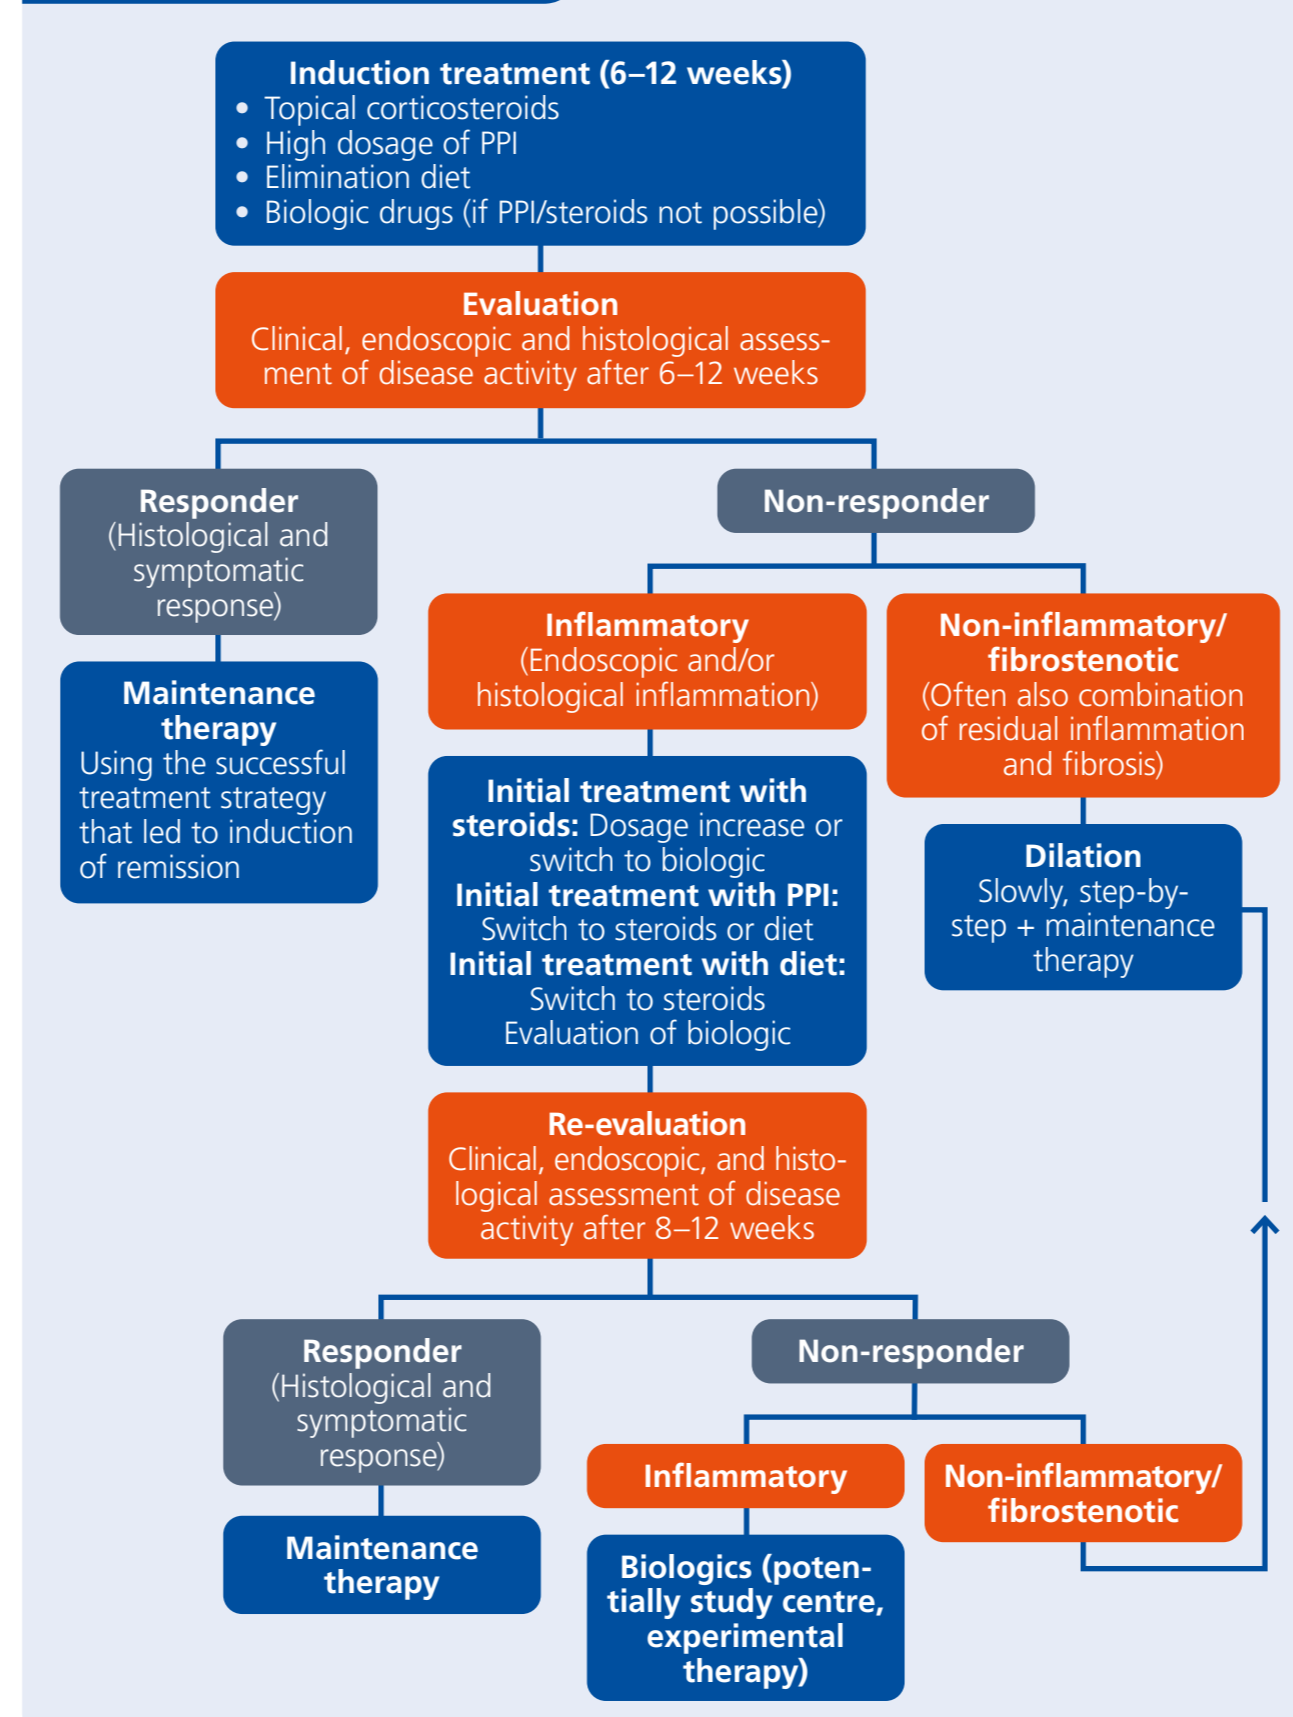 Induction treatment (6–12 weeks)
• Topical corticosteroids
• High dosage of PPI
• Elimination diet
• Biologic drugs (if PPI/steroids not possible)
Evaluation
Clinical, endoscopic and histological assess-
ment of disease activity after 6–12 weeks
Responder
(Histological and
symptomatic
response)
Maintenance
therapy
Using the successful
treatment strategy
that led to induction
of remission
Non-responder
Inflammatory
(Endoscopic and/or
histological inflammation)
Initial treatment with
steroids: Dosage increase or
switch to biologic
Initial treatment with PPI:
Switch to steroids or diet
Initial treatment with diet:
Switch to steroids
Evaluation of biologic
Non-inflammatory/
fibrostenotic
(Often also combination
of residual inflammation
and fibrosis)
Dilation
Slowly, step-by-
step + maintenance
therapy
Re-evaluation
Clinical, endoscopic, and histo-
logical assessment of disease
activity after 8–12 weeks
Responder
(Histological and
symptomatic
response)
Maintenance
therapy
Non-responder
Inflammatory
Biologics (poten-
tially study centre,
experimental
therapy)
Non-inflammatory/
fibrostenotic